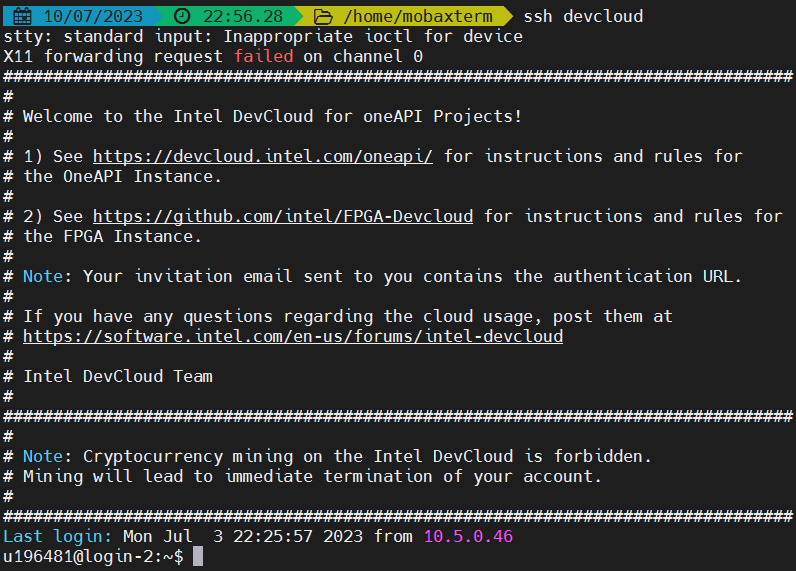 10/07/2023 22:56.28 /home/mobaxterm ssh devcloud
stty: standard input: Inappropriate ioctl for device
X11 forwarding request failed on channel 0
###############################################################################
#
# Welcome to the Intel DevCloud for oneAPI Projects!
#
# 1) See https://devcloud.intel.com/oneapi/ for instructions and rules for
# the OneAPI Instance.
#
# 2) See https://github.com/intel/FPGA-Devcloud for instructions and rules for
# the FPGA Instance.
#
# Note: Your invitation email sent to you contains the authentication URL.
#
# If you have any questions regarding the cloud usage, post them at
# https://software.intel.com/en-us/forums/intel-devcloud
#
# Intel DevCloud Team
#
###############################################################################
#
# Note: Cryptocurrency mining on the Intel DevCloud is forbidden.
# Mining will lead to immediate termination of your account.
#
###############################################################################
Last login: Mon Jul  3 22:25:57 2023 from 10.5.0.46
u196481@login-2:~$